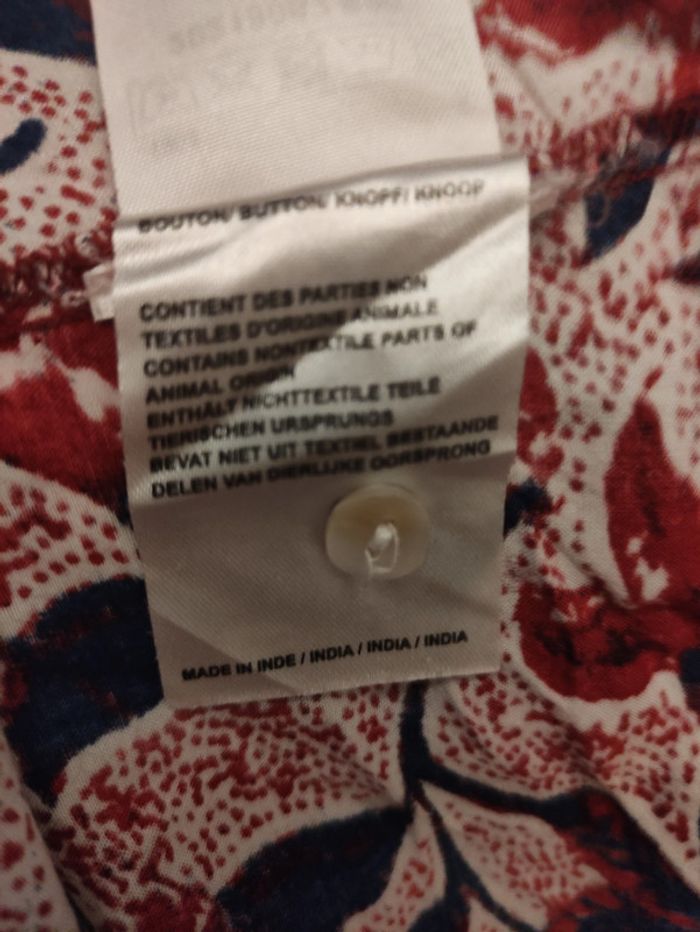 BOUTON/ BUTTON/ KNOPF/ KNOOP
CONTIENT DES PARTIES NON
TEXTILES D'ORIGINE ANIMALE
CONTAINS NONTEXTILE PARTS OF
ANIMAL ORIGIN
ENTHÄLT NICHTTEXTILE TEILE
TIERISCHEN URSPRUNGS
BEVAT NIET UIT TEXTIEL BESTAANDE
DELEN VAN DIERLIJKE OORSPRONG
MADE IN INDE / INDIA / INDIA / INDIA